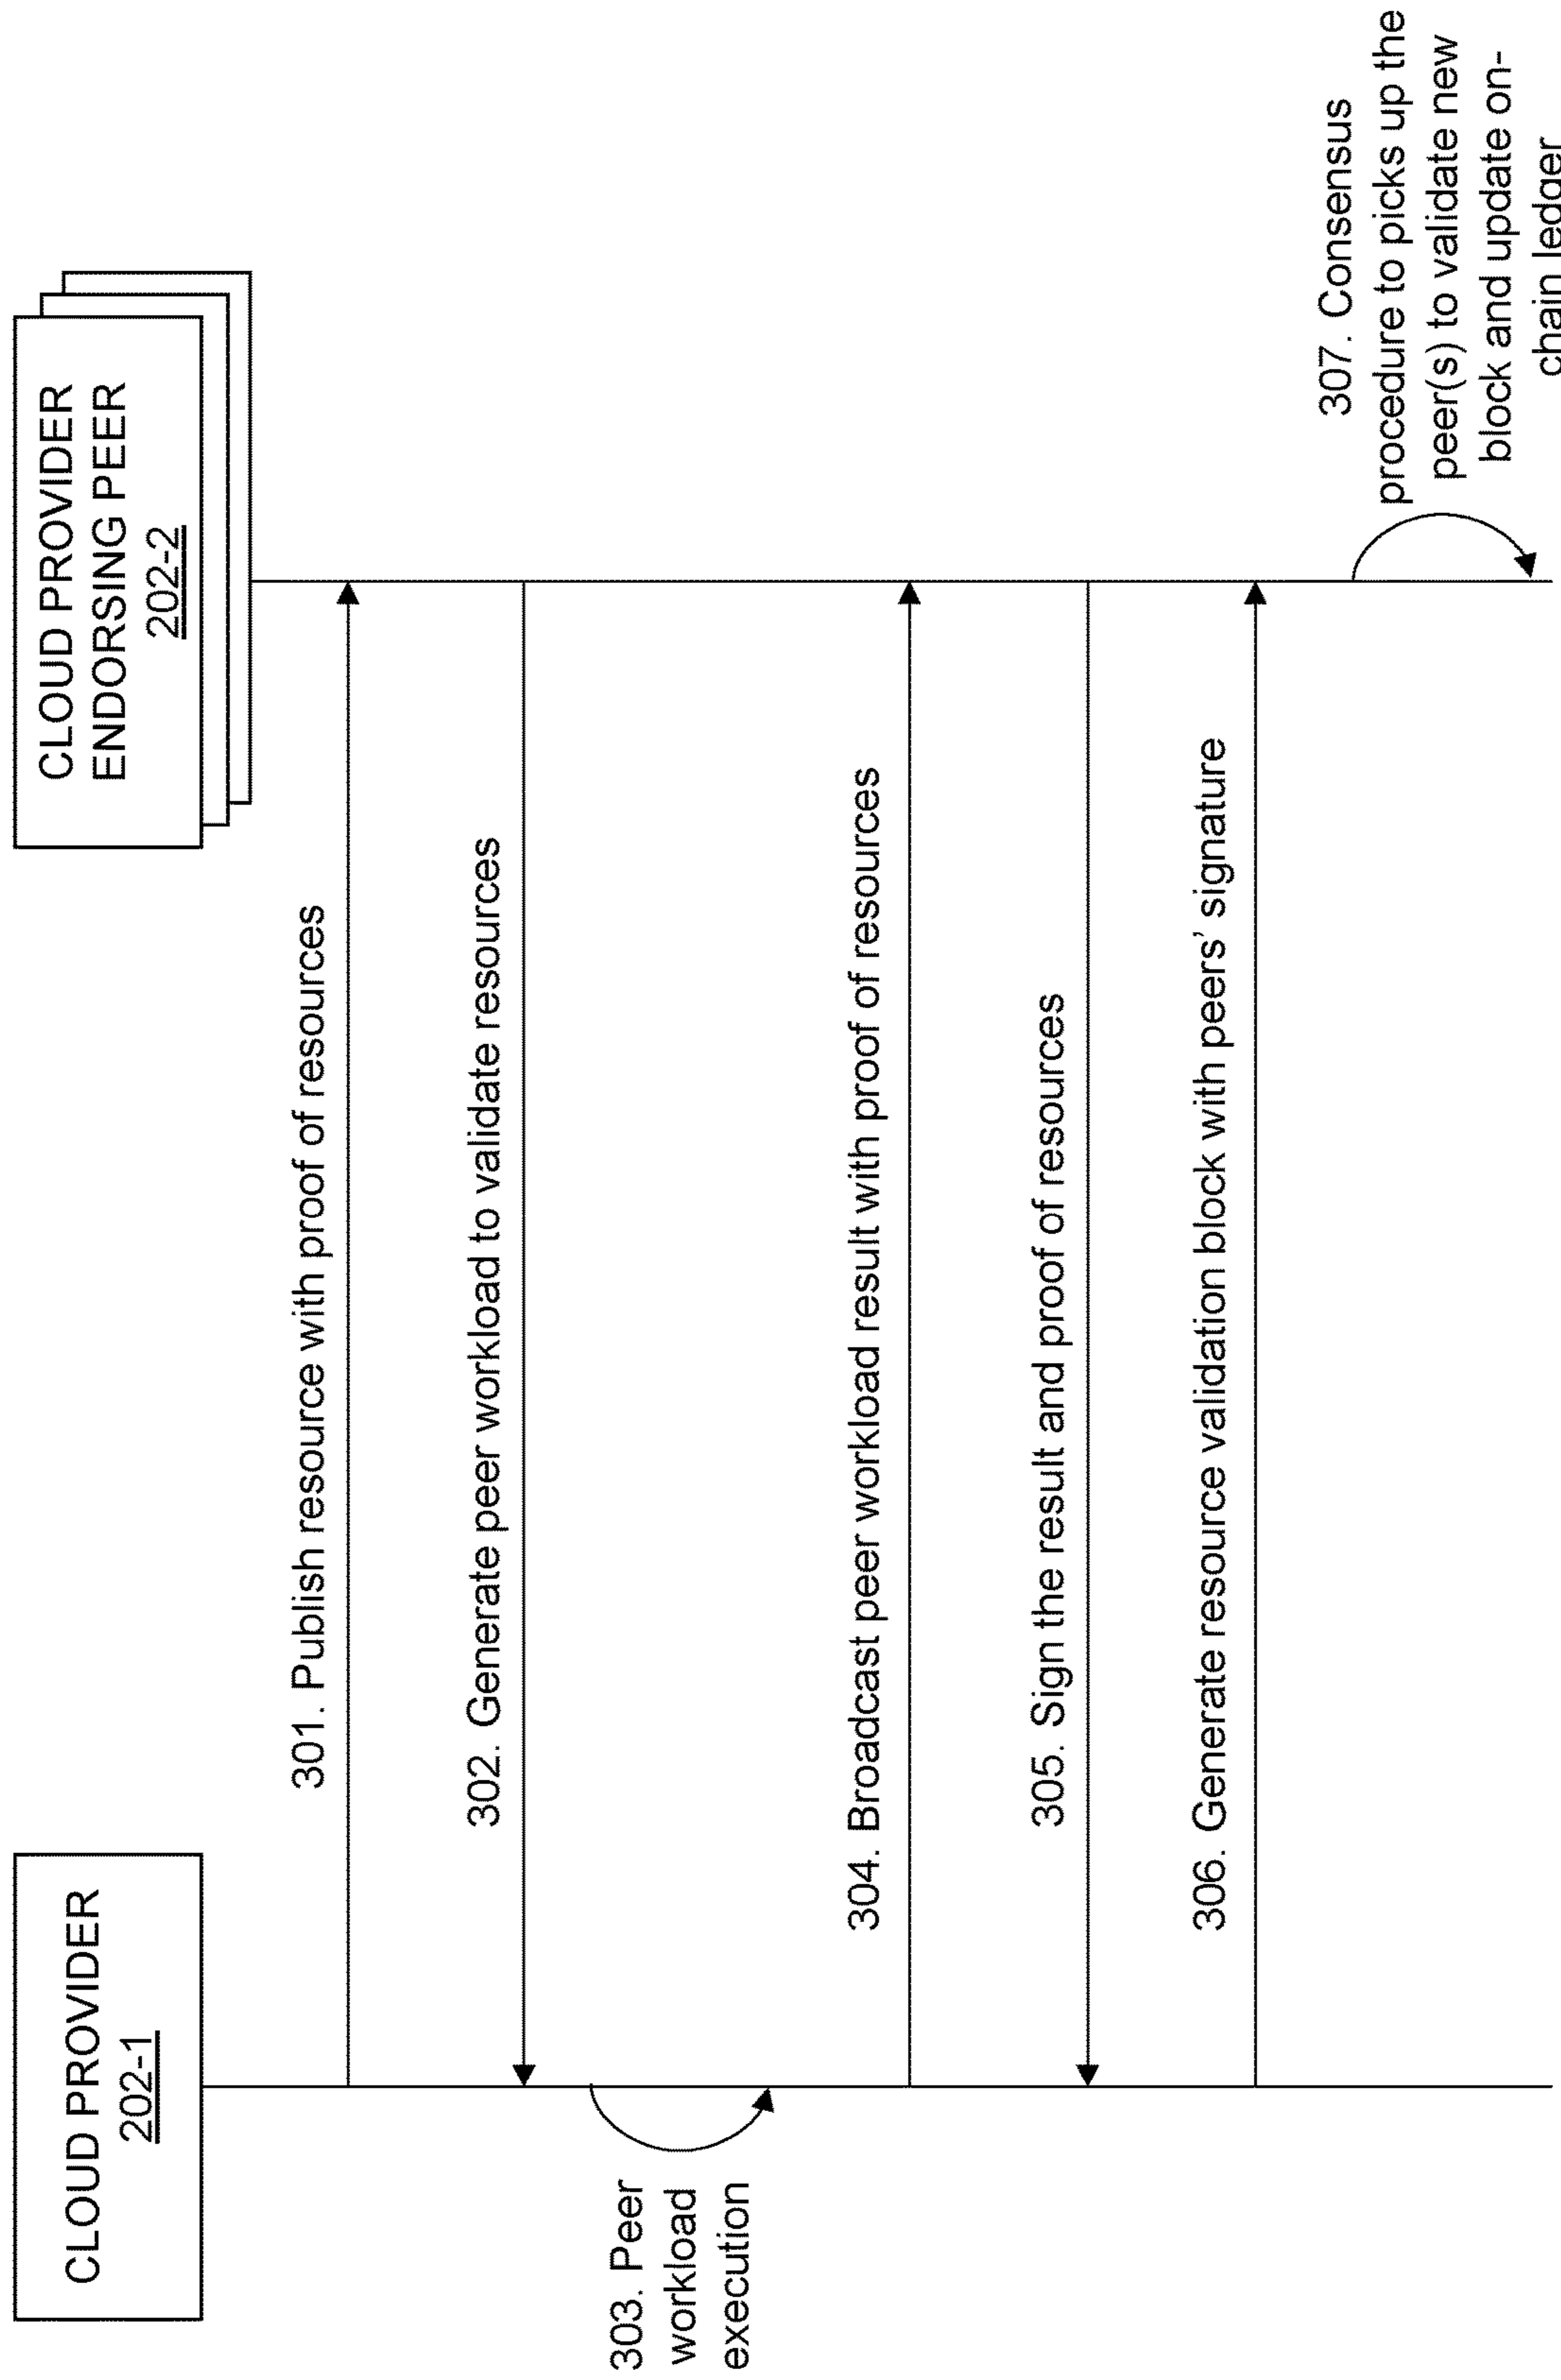 CLOUD PROVIDER
202-1
CLOUD PROVIDER
ENDORSING PEER
202-2
301. Publish resource with proof of resources
302. Generate peer workload to validate resources
303. Peer
workload
execution
304. Broadcast peer workload result with proof of resources
305. Sign the result and proof of resources
306. Generate resource validation block with peers’ signature
307. Consensus
procedure to picks up the
peer(s) to validate new
block and update on-
chain ledger